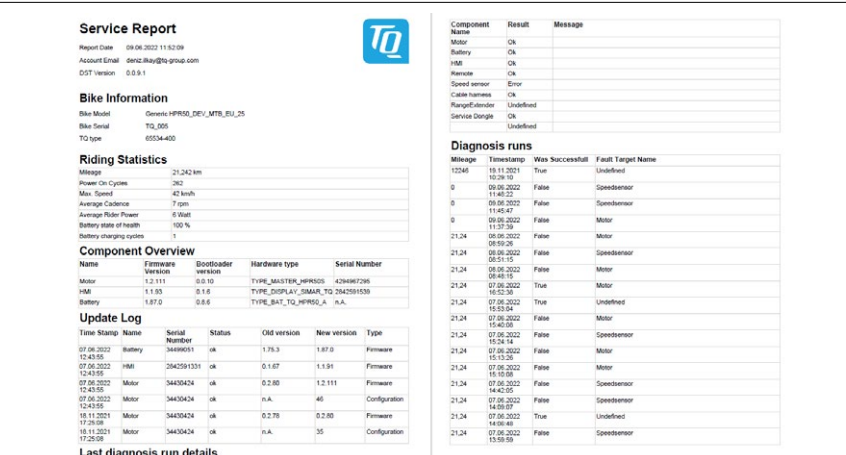 Service Report
TQ
Report Date 09.06.2022 11:52:09
Account Email deniz.ilkay@tq-group.com
DST Version 0.0.9.1
Bike Information
Bike Model Generic HPR50_DEV_MTB_EU_25
Bike Serial TQ_005
TQ type 65534-400
Riding Statistics
Mileage 21,242 km
Power On Cycles 262
Max. Speed 42 km/h
Average Cadence 7 rpm
Average Rider Power 6 Watt
Battery state of health 100 %
Battery charging cycles 1
Component Overview
Name Firmware Version Bootloader version Hardware type Serial Number
Motor 1.2.111 0.0.10 TYPE_MASTER_HPR50S 4294967295
HMI 1.1.93 0.1.6 TYPE_DISPLAY_SIMAR_TQ 2842591539
Battery 1.87.0 0.8.6 TYPE_BAT_TQ_HPR50_A n.A.
Update Log
Time Stamp Name Serial Number Status Old version New version Type
07.06.2022 12:43:55 Battery 34499051 ok 1.75.3 1.87.0 Firmware
07.06.2022 12:43:55 HMI 2842591331 ok 0.1.67 1.1.91 Firmware
07.06.2022 12:43:55 Motor 34430424 ok 0.2.80 1.2.111 Firmware
07.06.2022 12:43:55 Motor 34430424 ok n.A. 46 Configuration
18.11.2021 17:25:08 Motor 34430424 ok 0.2.78 0.2.80 Firmware
18.11.2021 17:25:08 Motor 34430424 ok n.A. 35 Configuration
Last diagnosis run details
Component Name Result Message
Motor Ok
Battery Ok
HMI Ok
Remote Ok
Speed sensor Error
Cable harness Ok
RangeExtender Undefined
Service Dongle Ok
Undefined
Diagnosis runs
Mileage Timestamp Was Successfull Fault Target Name
12246 19.11.2021 10:29:10 True Undefined
0 09.06.2022 11:46:22 False Speedsensor
0 09.06.2022 11:45:47 False Speedsensor
0 09.06.2022 11:37:39 False Motor
21,24 08.06.2022 08:59:26 False Motor
21,24 08.06.2022 08:51:15 False Speedsensor
21,24 08.06.2022 08:48:15 False Motor
21,24 07.06.2022 16:52:36 True Motor
21,24 07.06.2022 15:53:04 True Undefined
21,24 07.06.2022 15:40:08 False Motor
21,24 07.06.2022 15:24:14 False Speedsensor
21,24 07.06.2022 15:13:26 False Motor
21,24 07.06.2022 15:10:08 False Motor
21,24 07.06.2022 14:42:05 False Speedsensor
21,24 07.06.2022 14:09:07 False Speedsensor
21,24 07.06.2022 14:06:48 True Undefined
21,24 07.06.2022 13:59:59 False Speedsensor